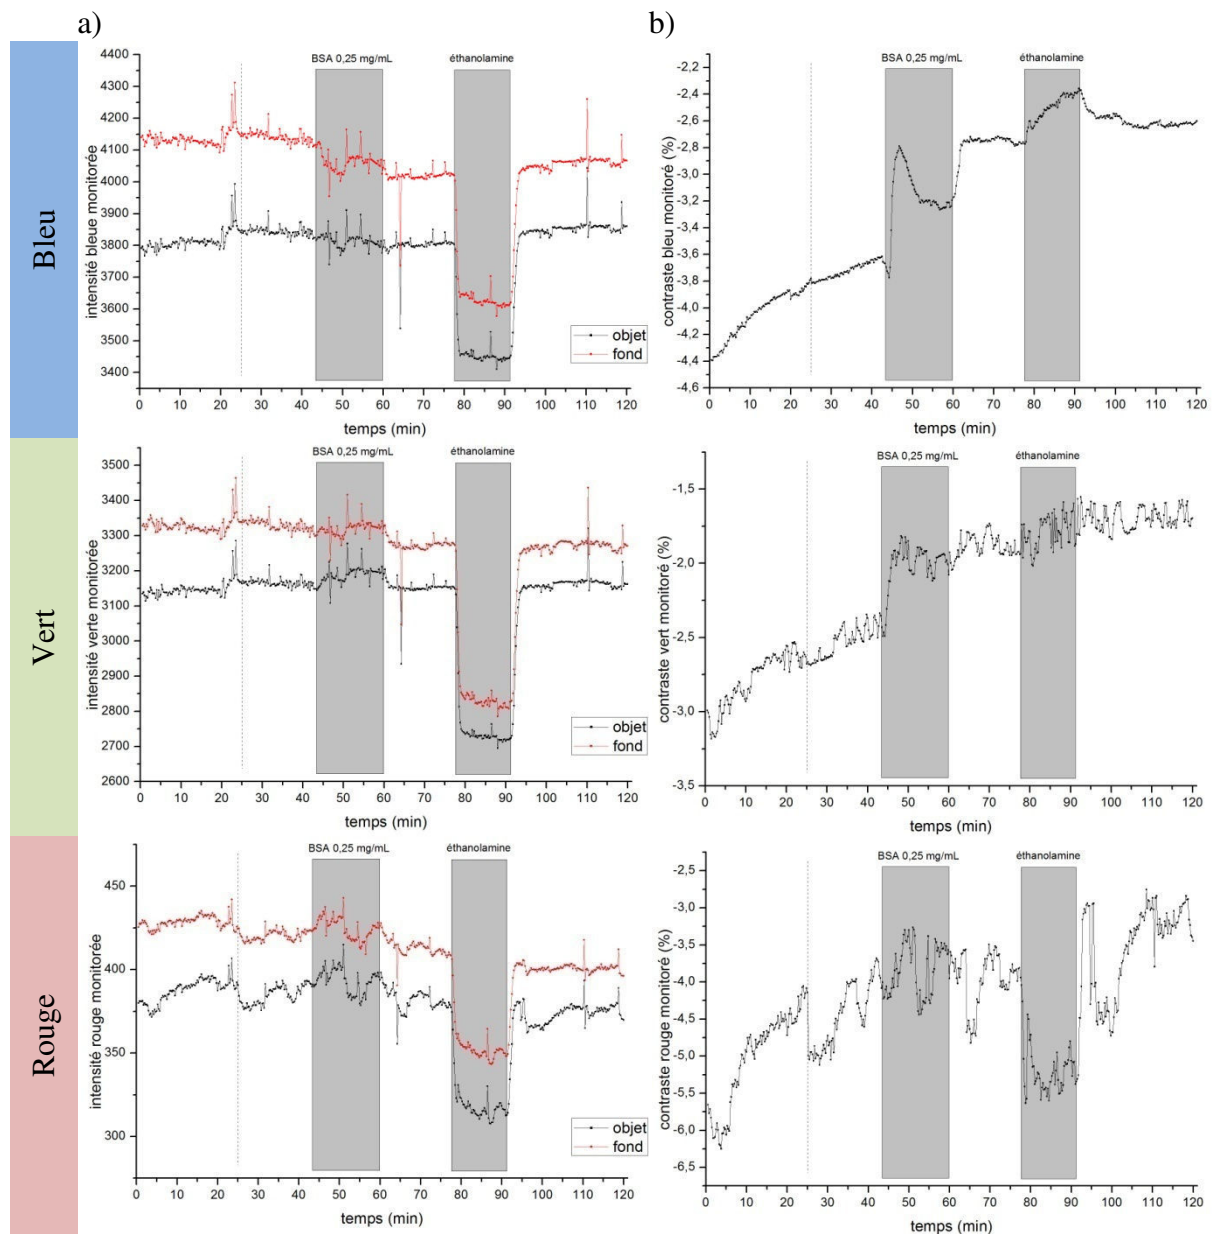 a)
b)
Bleu
BSA 0,25 mg/mL
éthanolamine
4400
4300
4200
4100
4000
3900
3800
3700
3600
3500
3400
intensité bleue monitorée
objet
fond
0 10 20 30 40 50 60 70 80 90 100 110 120
temps (min)
BSA 0,25 mg/mL
éthanolamine
-2,2
-2,4
-2,6
-2,8
-3,0
-3,2
-3,4
-3,6
-3,8
-4,0
-4,2
-4,4
-4,6
contraste bleu monitoré (%)
0 10 20 30 40 50 60 70 80 90 100 110 120
temps (min)
Vert
BSA 0,25 mg/mL
éthanolamine
3500
3400
3300
3200
3100
3000
2900
2800
2700
2600
intensité verte monitorée
objet
fond
0 10 20 30 40 50 60 70 80 90 100 110 120
temps (min)
BSA 0,25 mg/mL
éthanolamine
-1,5
-2,0
-2,5
-3,0
-3,5
contraste vert monitoré (%)
0 10 20 30 40 50 60 70 80 90 100 110 120
temps (min)
Rouge
BSA 0,25 mg/mL
éthanolamine
450
400
350
300
intensité rouge monitorée
objet
fond
0 10 20 30 40 50 60 70 80 90 100 110 120
temps (min)
BSA 0,25 mg/mL
éthanolamine
-2,5
-3,0
-3,5
-4,0
-4,5
-5,0
-5,5
-6,0
-6,5
contraste rouge monitoré (%)
0 10 20 30 40 50 60 70 80 90 100 110 120
temps (min)